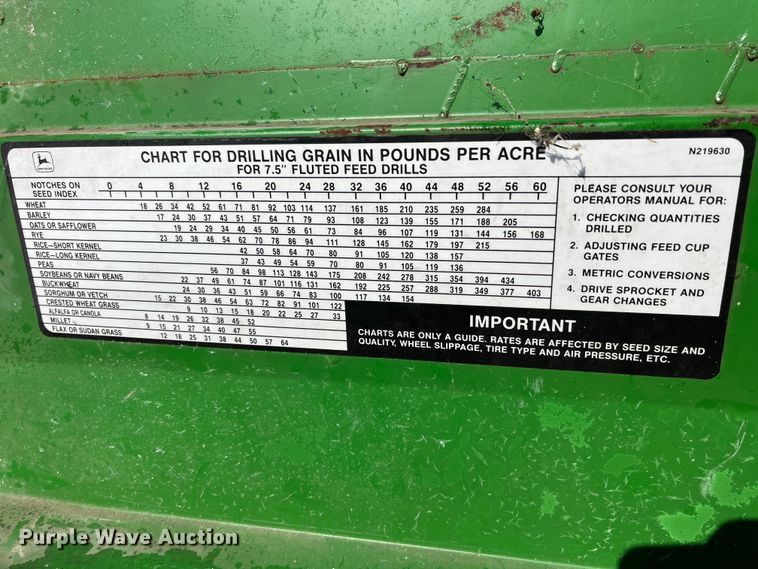 CHART FOR DRILLING GRAIN IN POUNDS PER ACRE
N219630
FOR 7.5" FLUTED FEED DRILLS
NOTCHES ON SEED INDEX 0 4 8 12 16 20 24 28 32 36 40 44 48 52 56 60
WHEAT 18 26 34 42 52 61 71 81 92 103 114 137 161 185 210 235 259 284
BARLEY 17 24 30 37 43 51 57 64 71 79 93 108 123 139 155 171 188 205
OATS OR SAFFLOWER 19 24 29 34 40 45 50 56 61 73 84 96 107 119 131 144 156 168
RYE 23 30 38 46 54 62 70 78 86 94 111 128 145 162 179 197 215
RICE-SHORT KERNEL 42 50 58 64 70 80 91 105 120 138 157
RICE-LONG KERNEL 37 43 49 54 59 70 80 91 105 119 136
PEAS 56 70 84 98 113 128 143 175 208 242 278 315 354 394 434
SOYBEANS OR NAVY BEANS 22 37 49 61 74 87 101 116 131 162 192 225 257 288 319 349 377 403
BUCKWHEAT 24 30 36 43 51 59 66 74 83 100 117 134 154
SORGHUM OR VETCH 15 22 30 38 46 54 63 72 82 91 101 122
CRESTED WHEAT GRASS 9 10 13 15 18 20 22 25 27 33
ALFALFA OR CANOLA 8 14 19 26 32 38 45 52
MILLET 9 15 21 27 34 40 47 55
FLAX OR SUDAN GRASS 12 18 25 31 38 44 50 57 64
PLEASE CONSULT YOUR
OPERATORS MANUAL FOR:
1. CHECKING QUANTITIES
DRILLED
2. ADJUSTING FEED CUP
GATES
3. METRIC CONVERSIONS
4. DRIVE SPROCKET AND
GEAR CHANGES
IMPORTANT
CHARTS ARE ONLY A GUIDE. RATES ARE AFFECTED BY SEED SIZE AND
QUALITY, WHEEL SLIPPAGE, TIRE TYPE AND AIR PRESSURE, ETC.
Purple Wave Auction